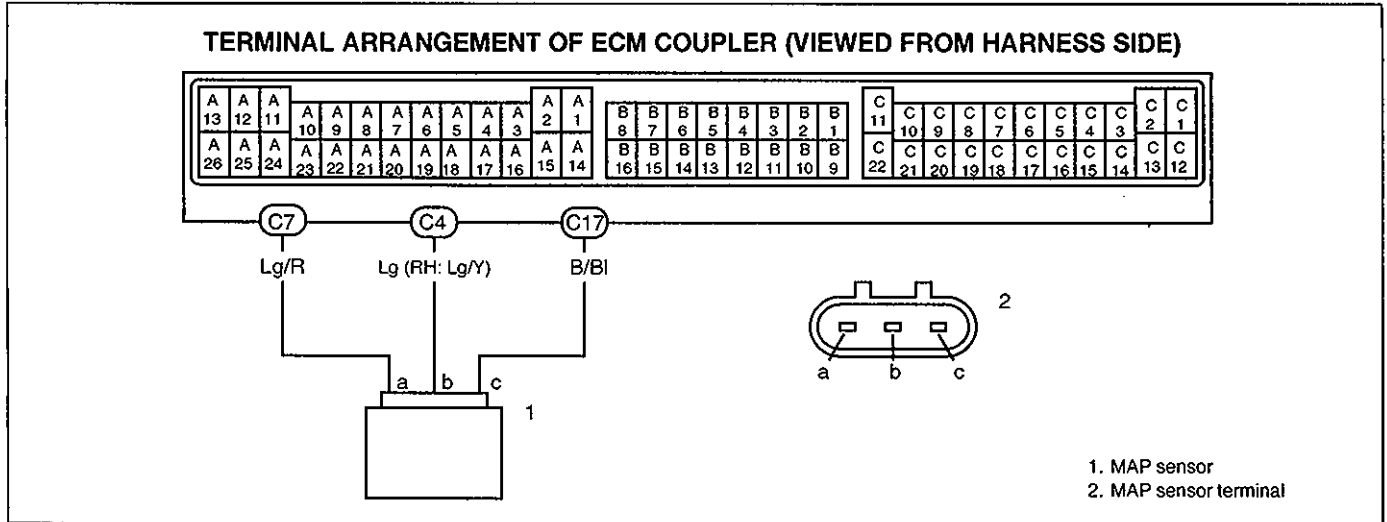 TERMINAL ARRANGEMENT OF ECM COUPLER (VIEWED FROM HARNESS SIDE)
A 13 A 12 A 11 A 10 A 9 A 8 A 7 A 6 A 5 A 4 A 3 A 2 A 1 B 8 B 7 B 6 B 5 B 4 B 3 B 2 B 1 C 11 C 10 C 9 C 8 C 7 C 6 C 5 C 4 C 3 C 2 C 1
A 26 A 25 A 24 A 23 A 22 A 21 A 20 A 19 A 18 A 17 A 16 A 15 A 14 B 16 B 15 B 14 B 13 B 12 B 11 B 10 B 9 C 22 C 21 C 20 C 19 C 18 C 17 C 16 C 15 C 14 C 13 C 12
C7 C4 C17
Lg/R Lg (RH: Lg/Y) B/Bl
2
a b c
a b c
1
1. MAP sensor
2. MAP sensor terminal